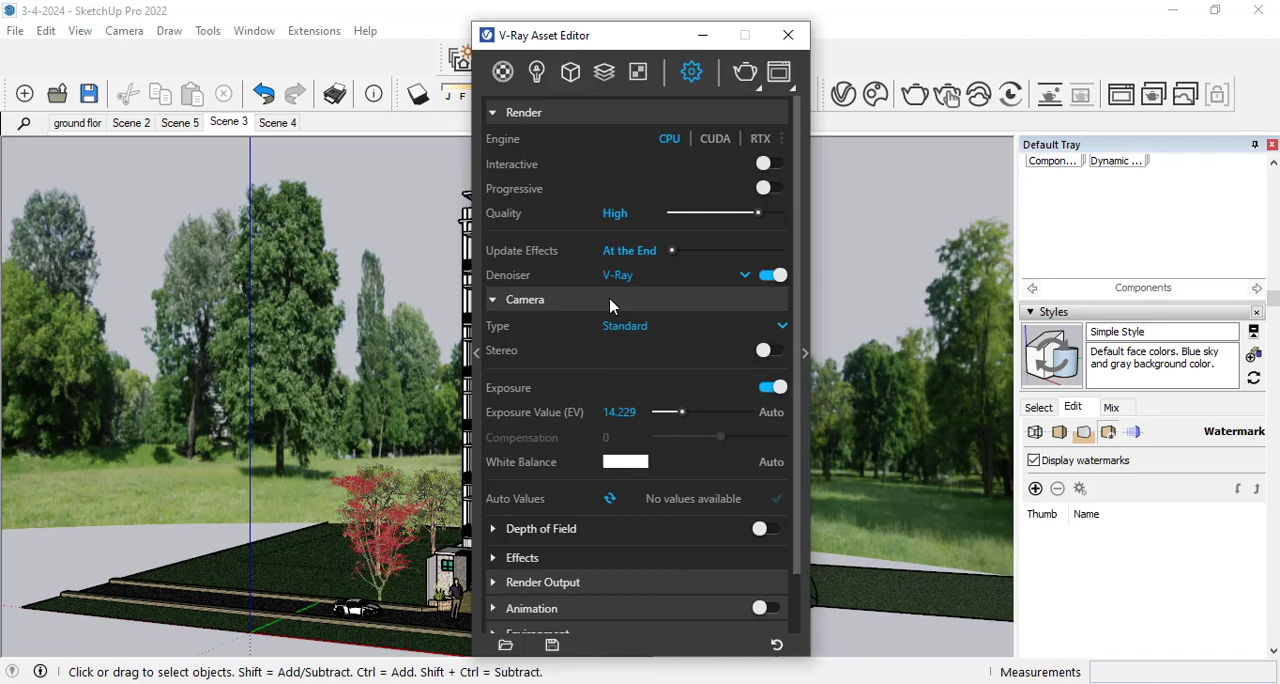 3-4-2024 - SketchUp Pro 2022
File Edit View Camera Draw Tools Window Extensions Help
ground flor Scene 2 Scene 5 Scene 3 Scene 4
V-Ray Asset Editor
Render
Engine CPU CUDA RTX
Interactive
Progressive
Quality High
Update Effects At the End
Denoiser V-Ray
Camera
Type Standard
Stereo
Exposure
Exposure Value (EV) 14.229 Auto
Compensation 0
White Balance Auto
Auto Values No values available
Depth of Field
Effects
Render Output
Animation
Environment
Default Tray
Compon... Dynamic ...
Components
Styles
Simple Style
Default face colors. Blue sky
and gray background color.
Select Edit Mix
Watermark
Display watermarks
Thumb Name
Click or drag to select objects. Shift = Add/Subtract. Ctrl = Add. Shift + Ctrl = Subtract.
Measurements